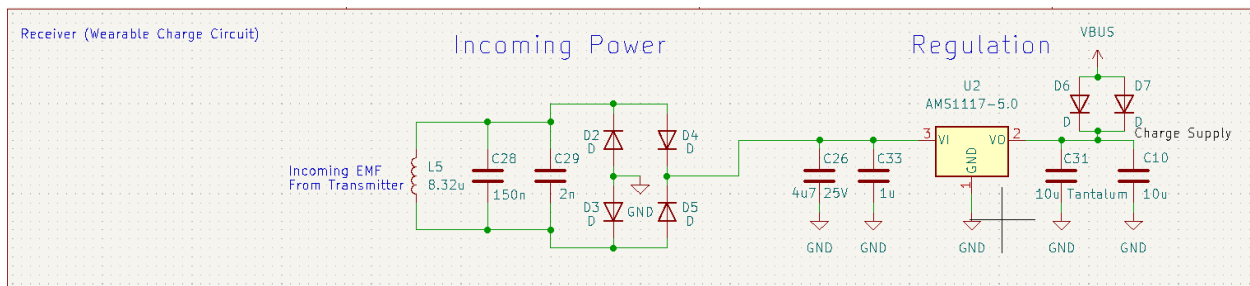 Receiver (Wearable Charge Circuit)
Incoming Power
Regulation
VBUS
U2
AMS1117-5.0
D6
D
D7
D
Charge Supply
3
VI
VO
2
GND
1
Incoming EMF
From Transmitter
L5
8.32u
C28
150n
C29
2n
D2
D
D4
D
D3
D
GND
D5
D
C26
4u7 25V
C33
1u
C31
10u Tantalum
C10
10u
GND
GND
GND
GND
GND